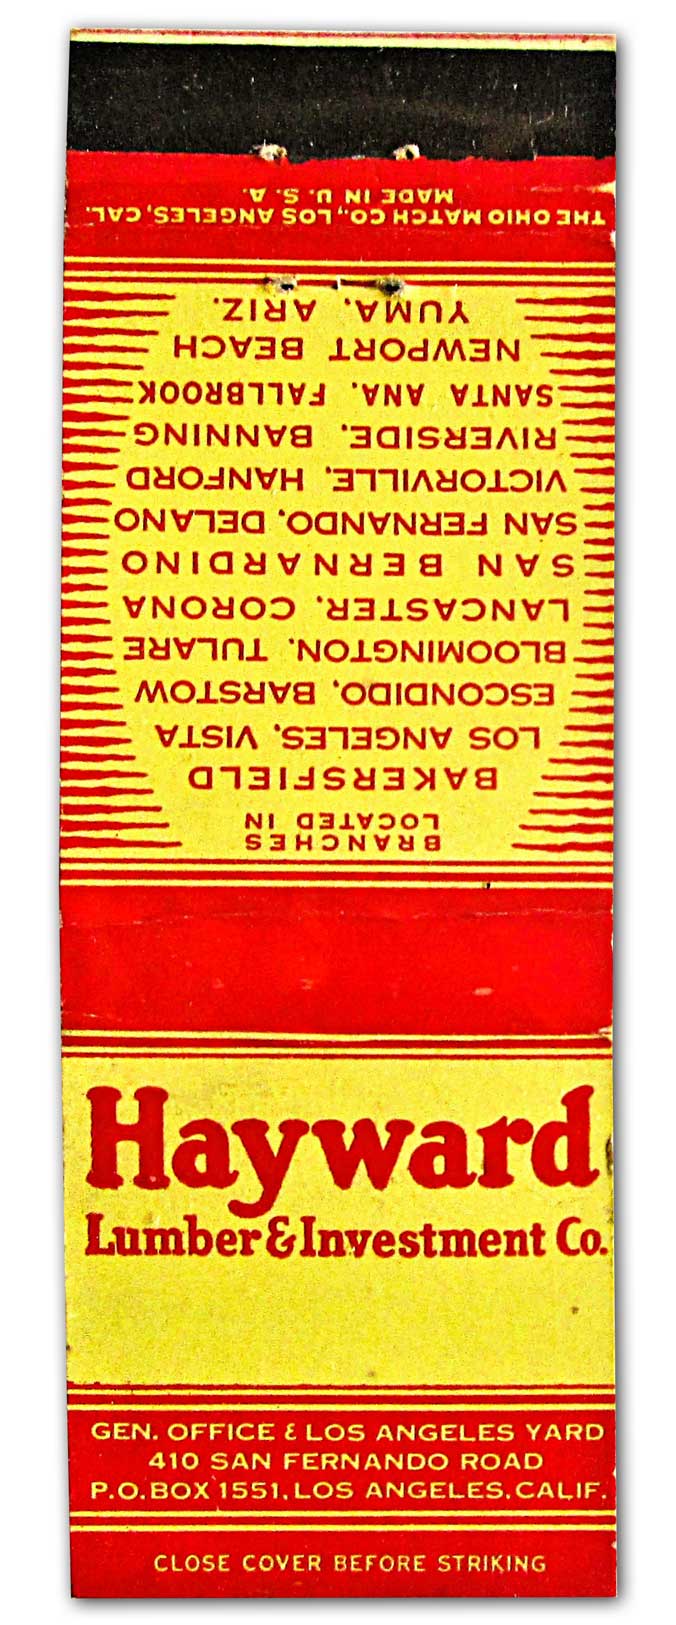 Hayward
Lumber & Investment Co.
GEN. OFFICE & LOS ANGELES YARD
410 SAN FERNANDO ROAD
P.O. BOX 1551, LOS ANGELES, CALIF.
CLOSE COVER BEFORE STRIKING
BRANCHES
LOCATED IN
BAKERSFIELD
LOS ANGELES, VISTA
ESCONDIDO, BARSTOW
BLOOMINGTON, TULARE
LANCASTER, CORONA
SAN BERNARDINO
SAN FERNANDO, DELANO
VICTORVILLE, HANFORD
RIVERSIDE, BANNING
SANTA ANA, FALLBROOK
NEWPORT BEACH
YUMA, ARIZ.
THE OHIO MATCH CO., LOS ANGELES, CAL.
MADE IN U.S.A.